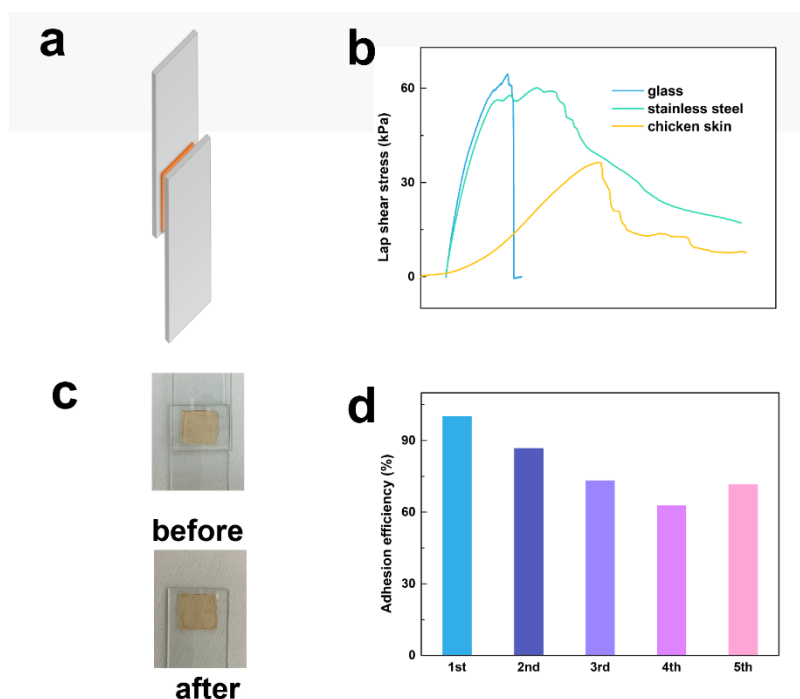 a
b
Lap shear stress (kPa)
60
30
0
glass
stainless steel
chicken skin
c
before
after
d
Adhesion efficiency (%)
90
60
30
0
1st 2nd 3rd 4th 5th